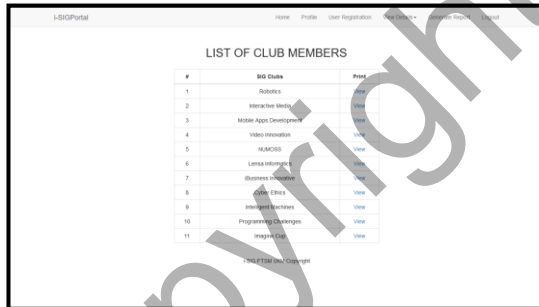 i-SIGPortal Home Profile User Registration View Details Generate Report Logout
LIST OF CLUB MEMBERS
# SIG Clubs Print
1 Robotics View
2 Interactive Media View
3 Mobile Apps Development View
4 Video Innovation View
5 NUMOSS View
6 Lensa Informatics View
7 iBusiness Innovative View
8 Cyber Ethics View
9 Intelligent Machines View
10 Programming Challenges View
11 Imagine Cup View
i-SIG FTSM UKM Copyright